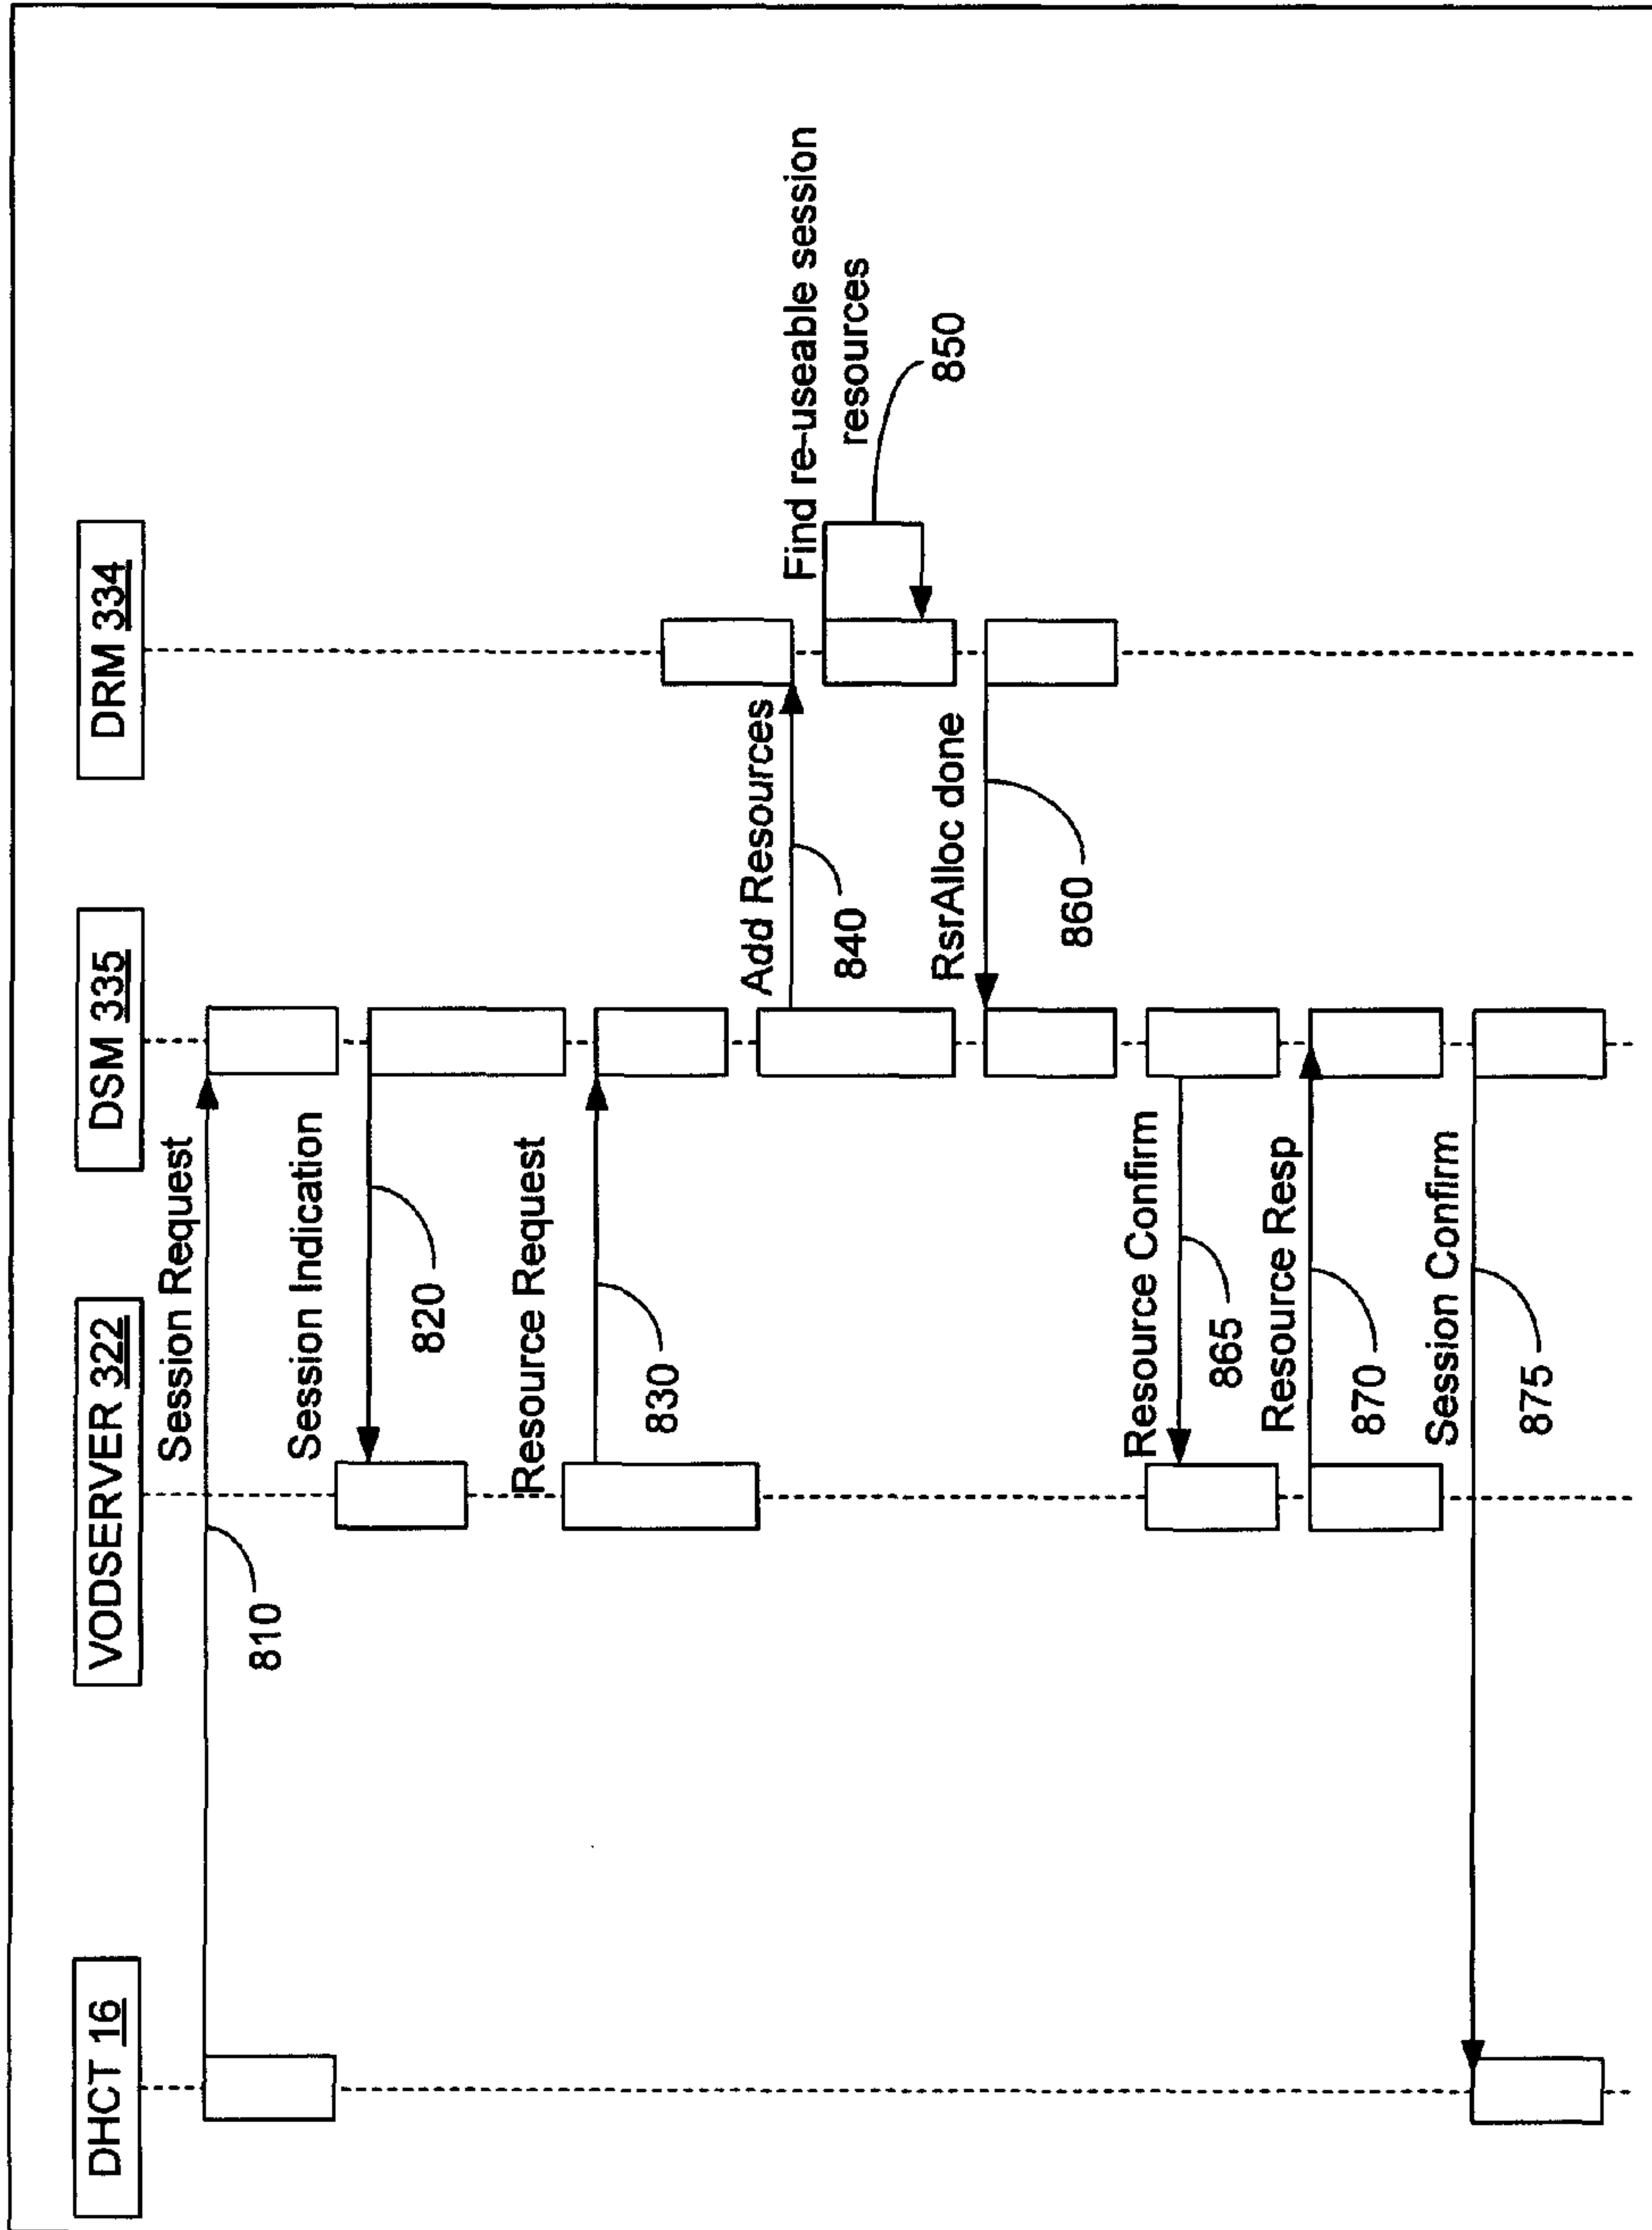 DHCT 16
VODSERVER 322
DSM 335
DRM 334
Session Request
810
Session Indication
820
Resource Request
830
Add Resources
840
Find re-useable session
resources
850
RsrAlloc done
860
Resource Confirm
865
Resource Resp
870
Session Confirm
875